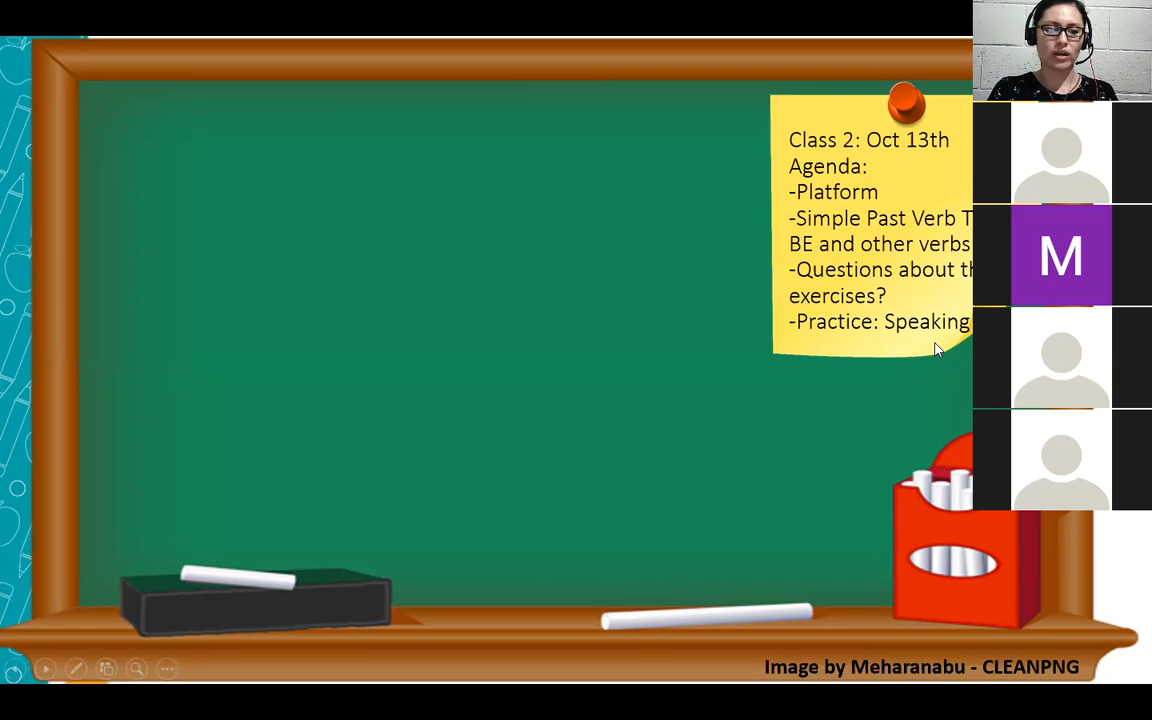 Class 2: Oct 13th
Agenda:
-Platform
-Simple Past Verb
BE and other verbs
-Questions about
exercises?
-Practice: Speaking
M
Image by Meharanabu - CLEANPNG